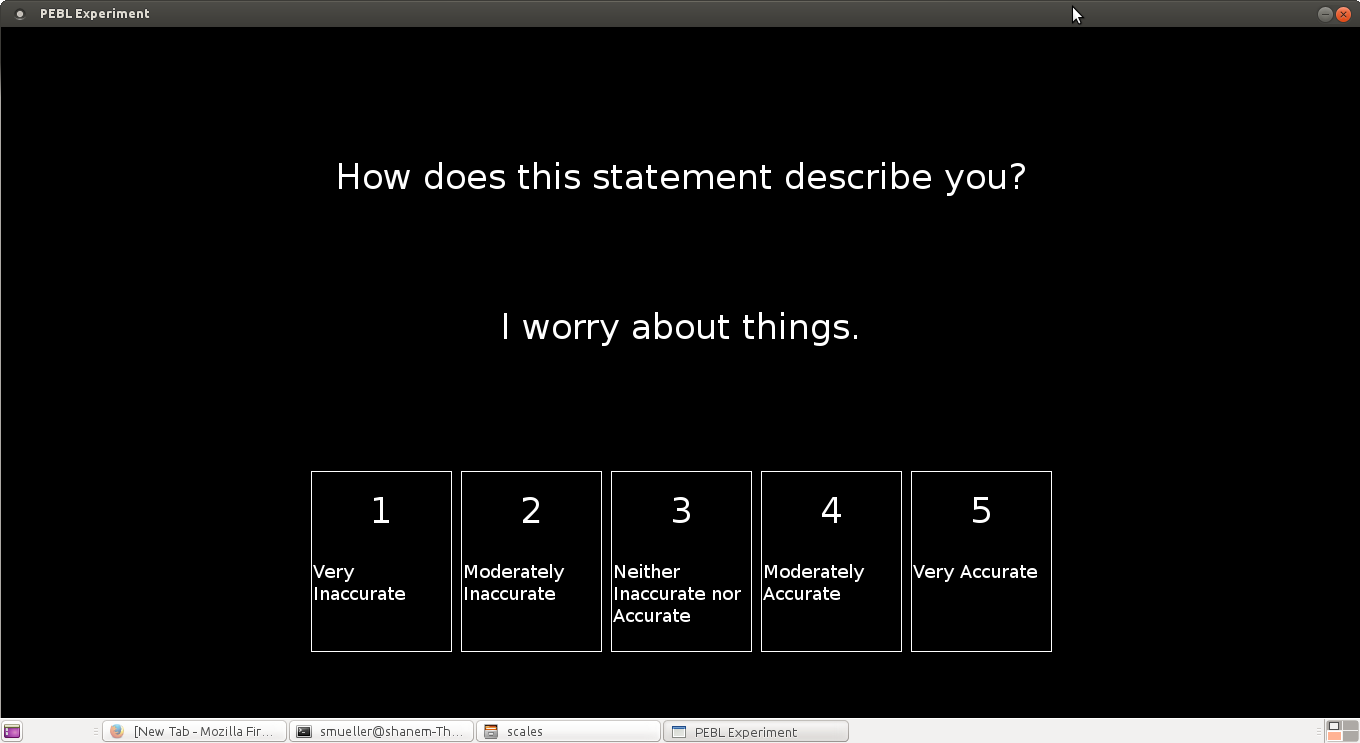 PEBL Experiment
How does this statement describe you?
I worry about things.
1
2
3
4
5
Very
Inaccurate
Moderately
Inaccurate
Neither
Inaccurate nor
Accurate
Moderately
Accurate
Very Accurate
[New Tab - Mozilla Fir...
smueller@shanem-Th...
scales
PEBL Experiment